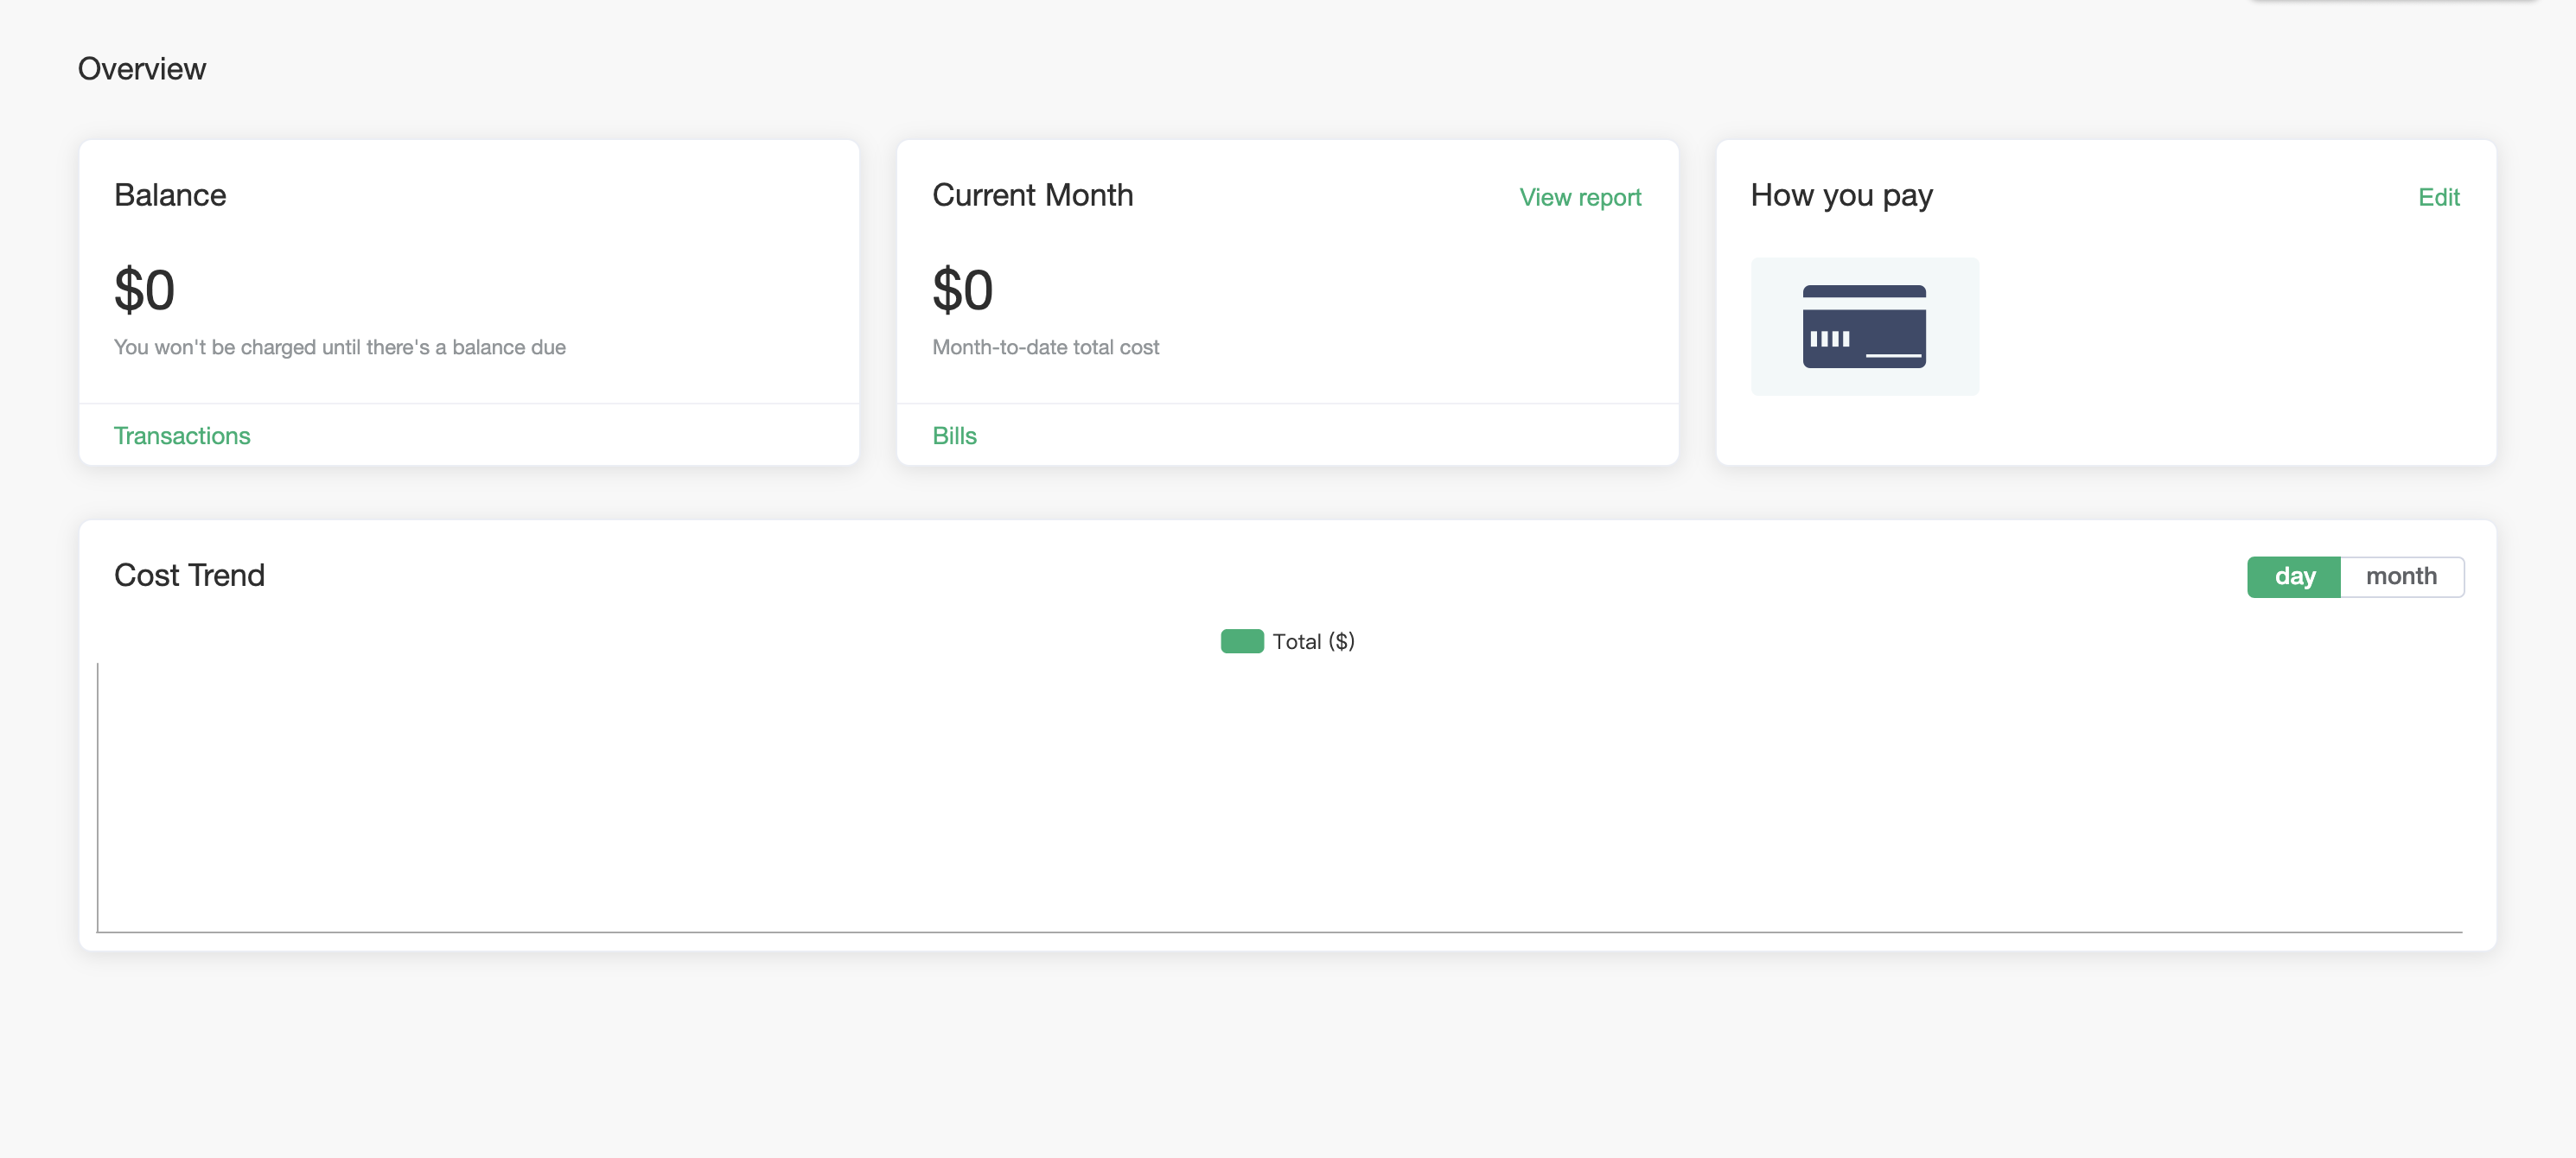 Overview
Balance
$0
You won't be charged until there's a balance due
Transactions
Current Month
View report
$0
Month-to-date total cost
Bills
How you pay
Edit
Cost Trend
day
month
Total ($)